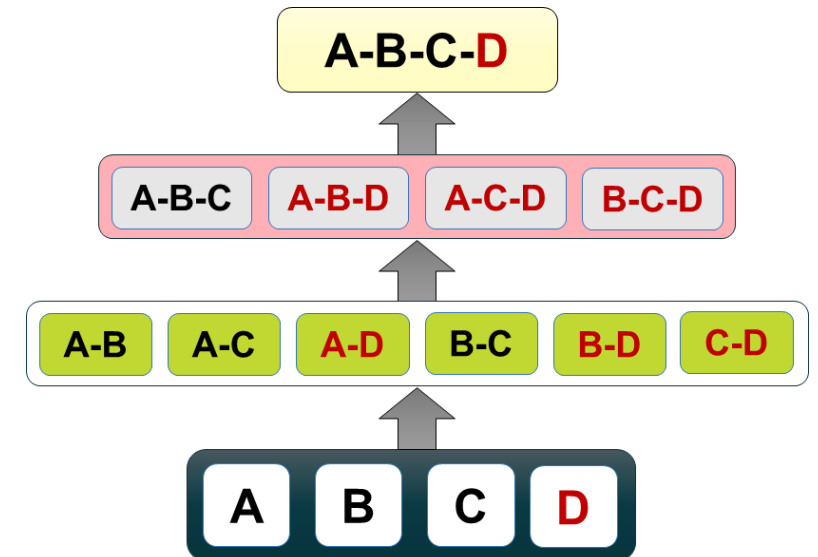 A-B-C-D
A-B-C A-B-D A-C-D B-C-D
A-B A-C A-D B-C B-D C-D
A B C D